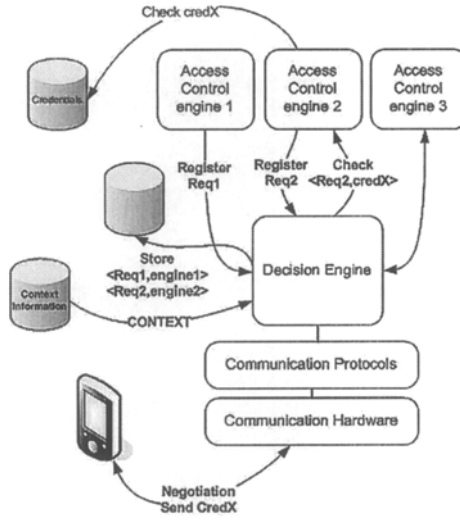 Check credX
Access
Control
engine 1
Access
Control
engine 2
Access
Control
engine 3
Credentials
Register
Req1
Register
Req2
Check
<Req2,credX>
Store
<Req1,engine1>
<Req2,engine2>
Decision Engine
Context
Information
CONTEXT
Communication Protocols
Communication Hardware
Negotiation
Send CredX